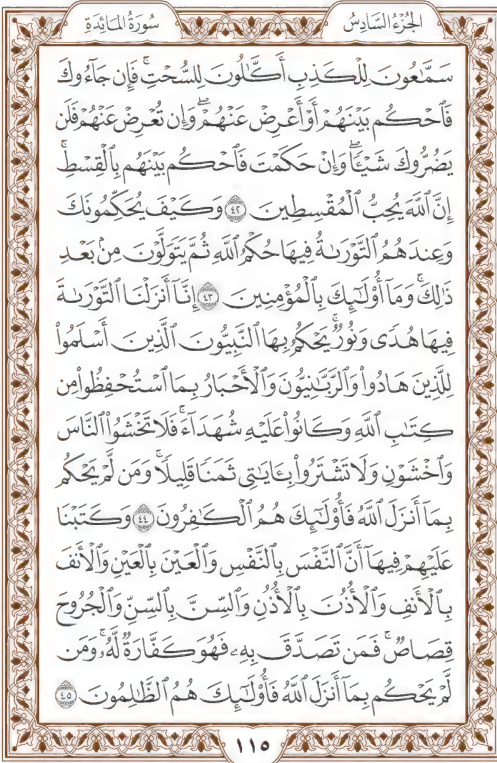 الجُزْءُ السَّادِسُ
سُورَةُ المَائِدَةِ
سَمَّٰعُونَ لِلْكَذِبِ أَكَّٰلُونَ لِلسُّحْتِۚ فَإِن جَآءُوكَ
فَٱحْكُم بَيْنَهُمْ أَوْ أَعْرِضْ عَنْهُمْۖ وَإِن تُعْرِضْ عَنْهُمْ فَلَن
يَضُرُّوكَ شَيْـًٔاۖ وَإِنْ حَكَمْتَ فَٱحْكُم بَيْنَهُم بِٱلْقِسْطِۚ
إِنَّ ٱللَّهَ يُحِبُّ ٱلْمُقْسِطِينَ ۝٤٢ وَكَيْفَ يُحَكِّمُونَكَ
وَعِندَهُمُ ٱلتَّوْرَىٰةُ فِيهَا حُكْمُ ٱللَّهِ ثُمَّ يَتَوَلَّوْنَ مِنۢ بَعْدِ
ذَٰلِكَۚ وَمَآ أُو۟لَـٰٓئِكَ بِٱلْمُؤْمِنِينَ ۝٤٣ إِنَّآ أَنزَلْنَا ٱلتَّوْرَىٰةَ
فِيهَا هُدًى وَنُورٌۚ يَحْكُمُ بِهَا ٱلنَّبِيُّونَ ٱلَّذِينَ أَسْلَمُوا۟
لِلَّذِينَ هَادُوا۟ وَٱلرَّبَّـٰنِيُّونَ وَٱلْأَحْبَارُ بِمَا ٱسْتُحْفِظُوا۟ مِن
كِتَـٰبِ ٱللَّهِ وَكَانُوا۟ عَلَيْهِ شُهَدَآءَۚ فَلَا تَخْشَوُا۟ ٱلنَّاسَ
وَٱخْشَوْنِ وَلَا تَشْتَرُوا۟ بِـَٔايَـٰتِى ثَمَنًا قَلِيلًاۚ وَمَن لَّمْ يَحْكُم
بِمَآ أَنزَلَ ٱللَّهُ فَأُو۟لَـٰٓئِكَ هُمُ ٱلْكَـٰفِرُونَ ۝٤٤ وَكَتَبْنَا
عَلَيْهِمْ فِيهَآ أَنَّ ٱلنَّفْسَ بِٱلنَّفْسِ وَٱلْعَيْنَ بِٱلْعَيْنِ وَٱلْأَنفَ
بِٱلْأَنفِ وَٱلْأُذُنَ بِٱلْأُذُنِ وَٱلسِّنَّ بِٱلسِّنِّ وَٱلْجُرُوحَ
قِصَاصٌۚ فَمَن تَصَدَّقَ بِهِۦ فَهُوَ كَفَّارَةٌ لَّهُۥۚ وَمَن
لَّمْ يَحْكُم بِمَآ أَنزَلَ ٱللَّهُ فَأُو۟لَـٰٓئِكَ هُمُ ٱلظَّـٰلِمُونَ ۝٤٥
١١٥